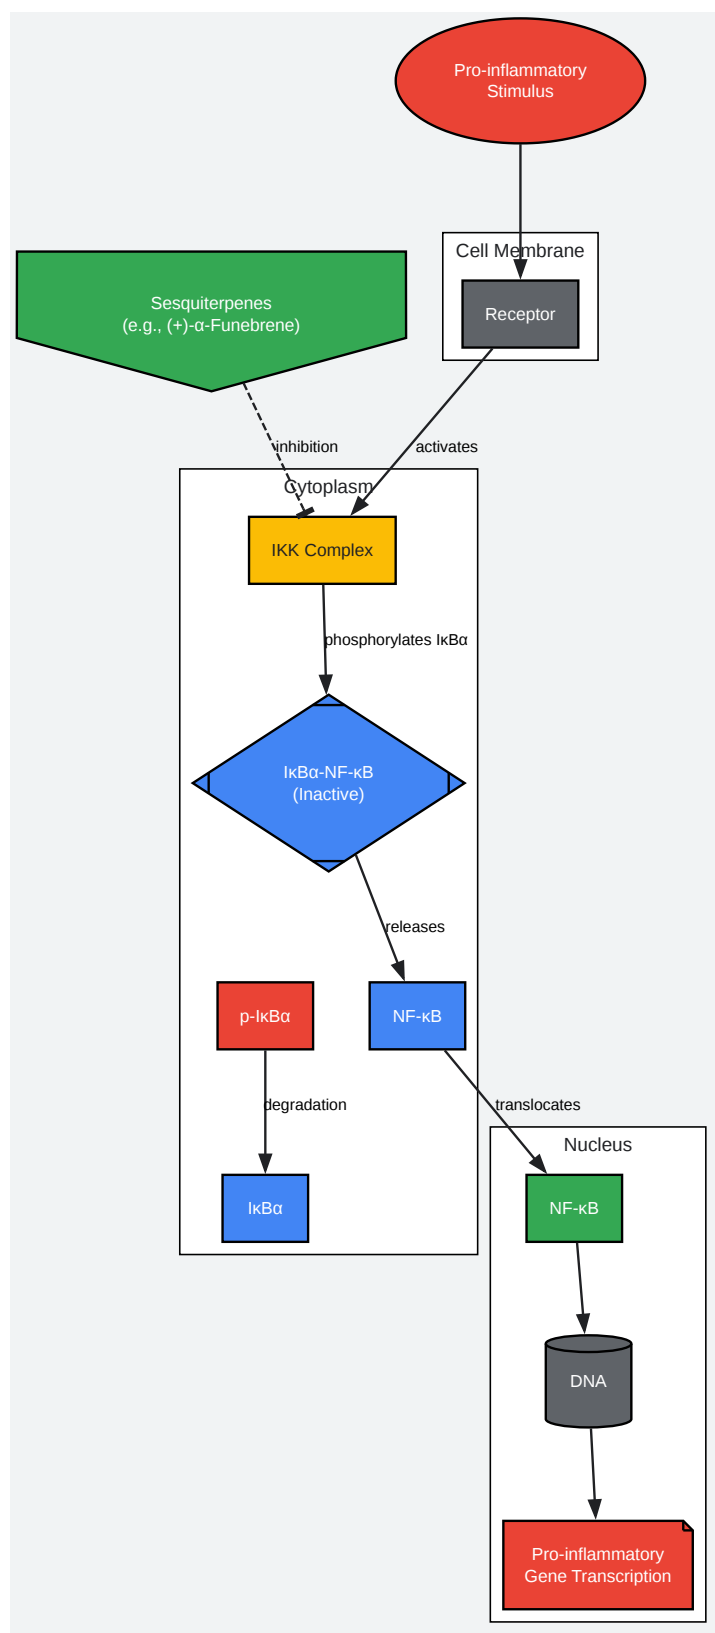 Pro-inflammatory
Stimulus
Cell Membrane
Receptor
Sesquiterpenes
(e.g., (+)-α-Funebrene)
inhibition
activates
Cytoplasm
IKK Complex
phosphorylates IκBα
IκBα-NF-κB
(Inactive)
releases
p-IκBα
NF-κB
degradation
translocates
Nucleus
IκBα
NF-κB
DNA
Pro-inflammatory
Gene Transcription